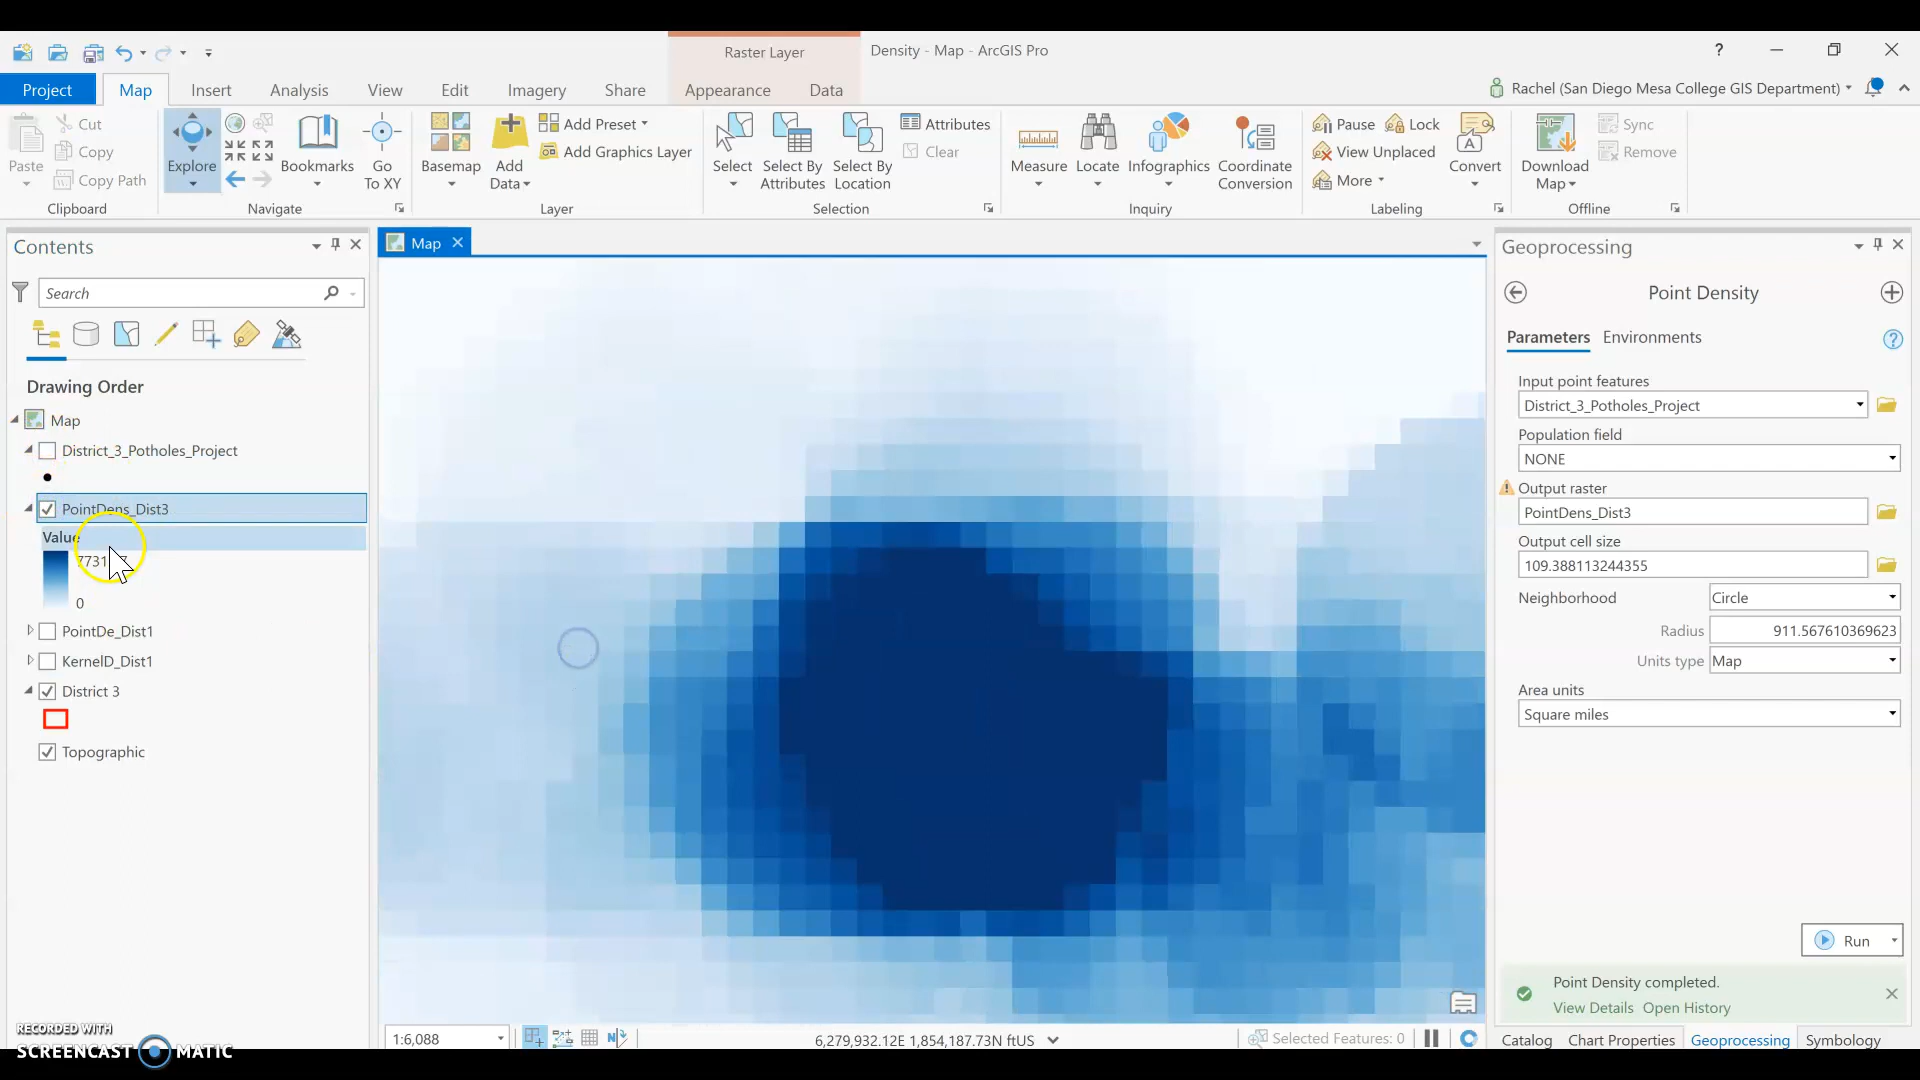 Raster Layer
Density - Map - ArcGIS Pro
?
Project
Map
Insert
Analysis
View
Edit
Imagery
Share
Appearance
Data
Rachel (San Diego Mesa College GIS Department)
Paste
Cut
Copy
Copy Path
Clipboard
Explore
Bookmarks
Go
To XY
Navigate
Basemap
Add
Data
Add Preset
Add Graphics Layer
Layer
Select
Select By
Attributes
Select By
Location
Attributes
Clear
Selection
Measure
Locate
Infographics
Coordinate
Conversion
Inquiry
Pause
Lock
View Unplaced
More
Convert
Labeling
Download
Map
Sync
Remove
Offline
Contents
Search
Drawing Order
Map
District_3_Potholes_Project
PointDens_Dist3
Value
0
PointDe_Dist1
KernelD_Dist1
District 3
Topographic
Map
1:6,088
6,279,932.12E 1,854,187.73N ftUS
Selected Features: 0
Geoprocessing
Point Density
Parameters
Environments
?
Input point features
District_3_Potholes_Project
Population field
NONE
Output raster
PointDens_Dist3
Output cell size
109.388113244355
Neighborhood
Circle
Radius
911.567610369623
Units type
Map
Area units
Square miles
Run
Point Density completed.
View Details
Open History
Catalog
Chart Properties
Geoprocessing
Symbology
RECORDED WITH
SCREENCAST MATIC